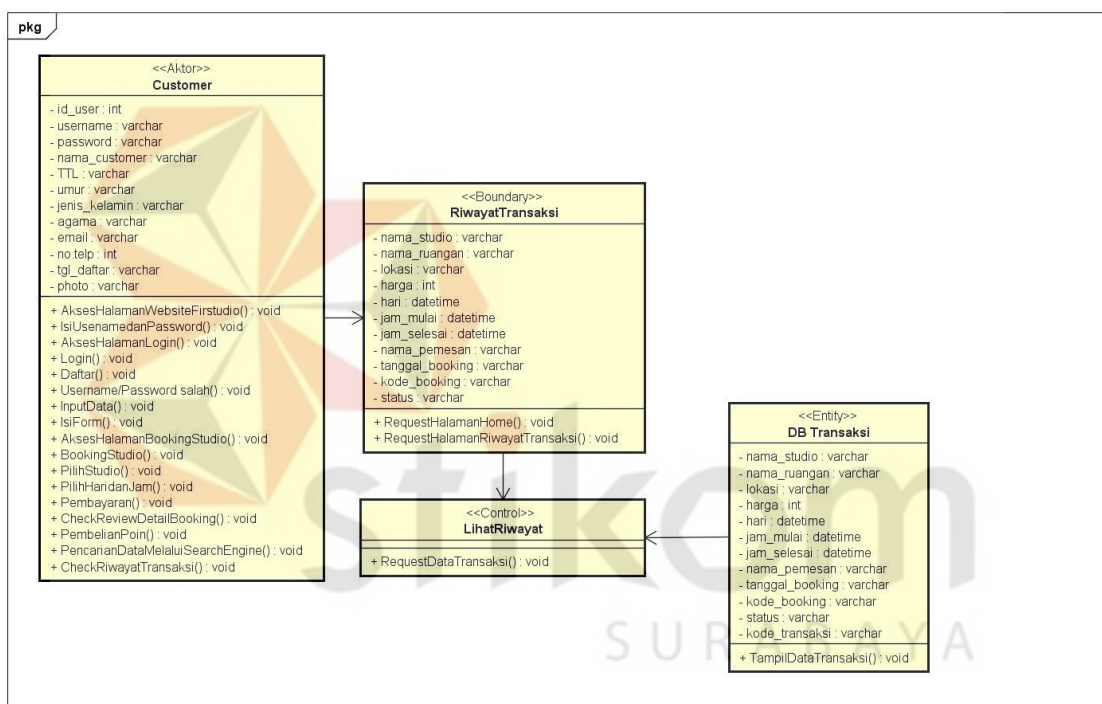 pkg
<<Aktor>>
Customer
- id_user : int
- username : varchar
- password : varchar
- nama_customer : varchar
- TTL : varchar
- umur : varchar
- jenis_kelamin : varchar
- agama : varchar
- email : varchar
- no.telp : int
- tgl_daftar : varchar
- photo : varchar
+ AksesHalamanWebsiteFirstudio() : void
+ IsiUsenamedanPassword() : void
+ AksesHalamanLogin() : void
+ Login() : void
+ Daftar() : void
+ Username/Password salah() : void
+ InputData() : void
+ IsiForm() : void
+ AksesHalamanBookingStudio() : void
+ BookingStudio() : void
+ PilihStudio() : void
+ PilihHaridanJam() : void
+ Pembayaran() : void
+ CheckReviewDetailBooking() : void
+ PembelianPoin() : void
+ PencarianDataMelaluiSearchEngine() : void
+ CheckRiwayatTransaksi() : void
<<Boundary>>
RiwayatTransaksi
- nama_studio : varchar
- nama_ruangan : varchar
- lokasi : varchar
- harga : int
- hari : datetime
- jam_mulai : datetime
- jam_selesai : datetime
- nama_pemesan : varchar
- tanggal_booking : varchar
- kode_booking : varchar
- status : varchar
+ RequestHalamanHome() : void
+ RequestHalamanRiwayatTransaksi() : void
<<Control>>
LihatRiwayat
+ RequestDataTransaksi() : void
<<Entity>>
DB Transaksi
- nama_studio : varchar
- nama_ruangan : varchar
- lokasi : varchar
- harga : int
- hari : datetime
- jam_mulai : datetime
- jam_selesai : datetime
- nama_pemesan : varchar
- tanggal_booking : varchar
- kode_booking : varchar
- status : varchar
- kode_transaksi : varchar
+ TampilDataTransaksi() : void
stikom
SURABAYA